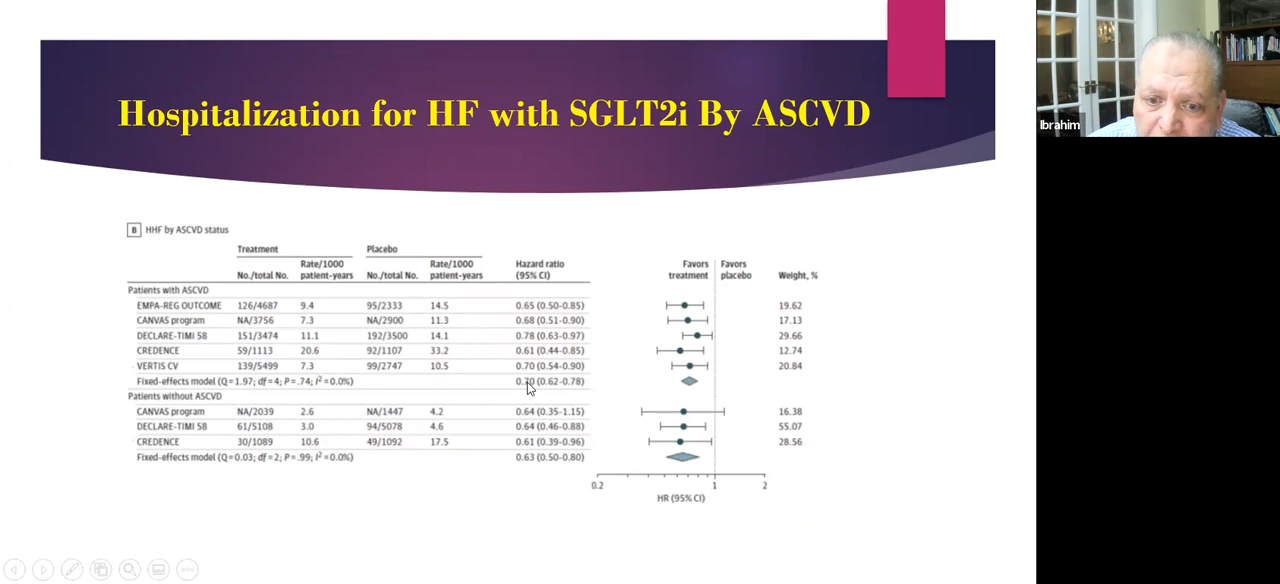 Hospitalization for HF with SGLT2i By ASCVD
Ibrahim
B HHF by ASCVD status
Treatment Placebo
No./total No. Rate/1000 patient-years No./total No. Rate/1000 patient-years Hazard ratio (95% CI) Favors treatment Favors placebo Weight, %
Patients with ASCVD
EMPA-REG OUTCOME 126/4687 9.4 95/2333 14.5 0.65 (0.50-0.85) 19.62
CANVAS program NA/3756 7.3 NA/2900 11.3 0.68 (0.51-0.90) 17.13
DECLARE-TIMI 58 151/3474 11.1 192/3500 14.1 0.78 (0.63-0.97) 29.66
CREDENCE 59/1113 20.6 92/1107 33.2 0.61 (0.44-0.85) 12.74
VERTIS CV 139/5499 7.3 99/2747 10.5 0.70 (0.54-0.90) 20.84
Fixed-effects model (Q=1.97; df=4; P=.74; I²=0.0%) 0.70 (0.62-0.78)
Patients without ASCVD
CANVAS program NA/2039 2.6 NA/1447 4.2 0.64 (0.35-1.15) 16.38
DECLARE-TIMI 58 61/5108 3.0 94/5078 4.6 0.64 (0.46-0.88) 55.07
CREDENCE 30/1089 10.6 49/1092 17.5 0.61 (0.39-0.96) 28.56
Fixed-effects model (Q=0.03; df=2; P=.99; I²=0.0%) 0.63 (0.50-0.80)
0.2 1 2
HR (95% CI)